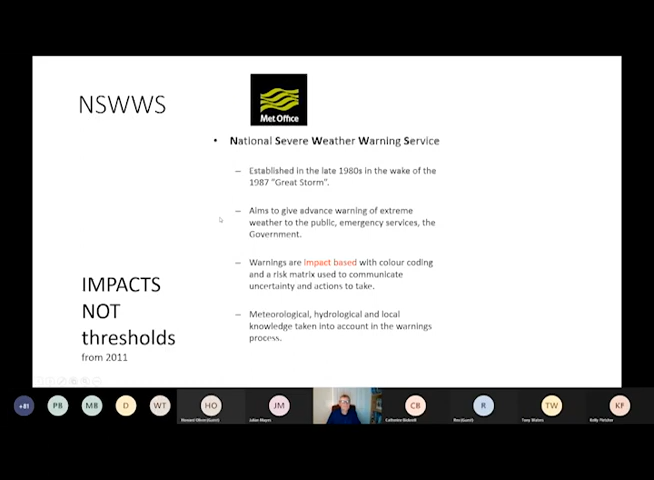 NSWWS
Met Office
• National Severe Weather Warning Service
– Established in the late 1980s in the wake of the
1987 "Great Storm".
– Aims to give advance warning of extreme
weather to the public, emergency services, the
Government.
– Warnings are impact based with colour coding
and a risk matrix used to communicate
uncertainty and actions to take.
IMPACTS
NOT
thresholds
from 2011
– Meteorological, hydrological and local
knowledge taken into account in the warnings
process.
+81
PB
MB
D
WT
HO
JM
CB
R
TW
KP